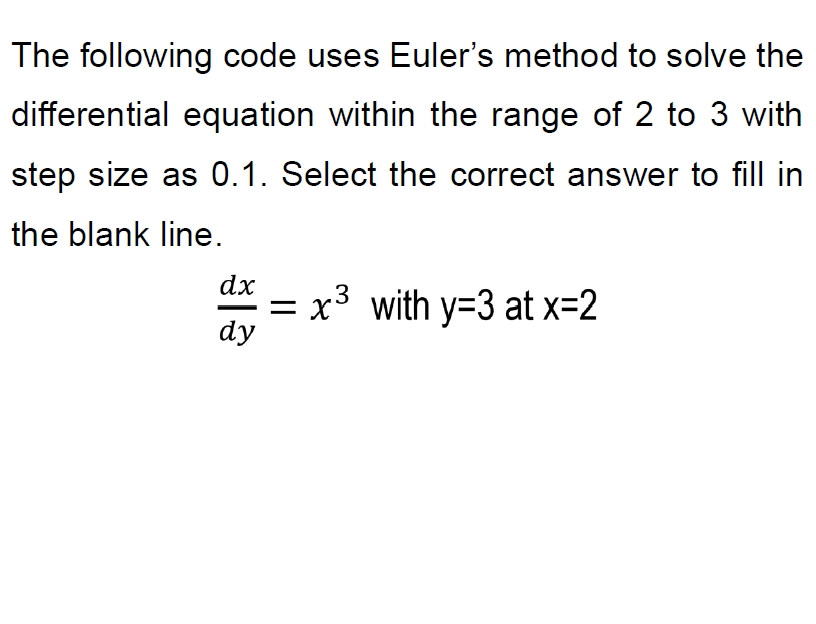 The following code uses Euler’s method to solve the
differential equation within the range of 2 to 3 with
step size as 0.1. Select the correct answer to fill in
the blank line.
dx/dy = x³ with y=3 at x=2